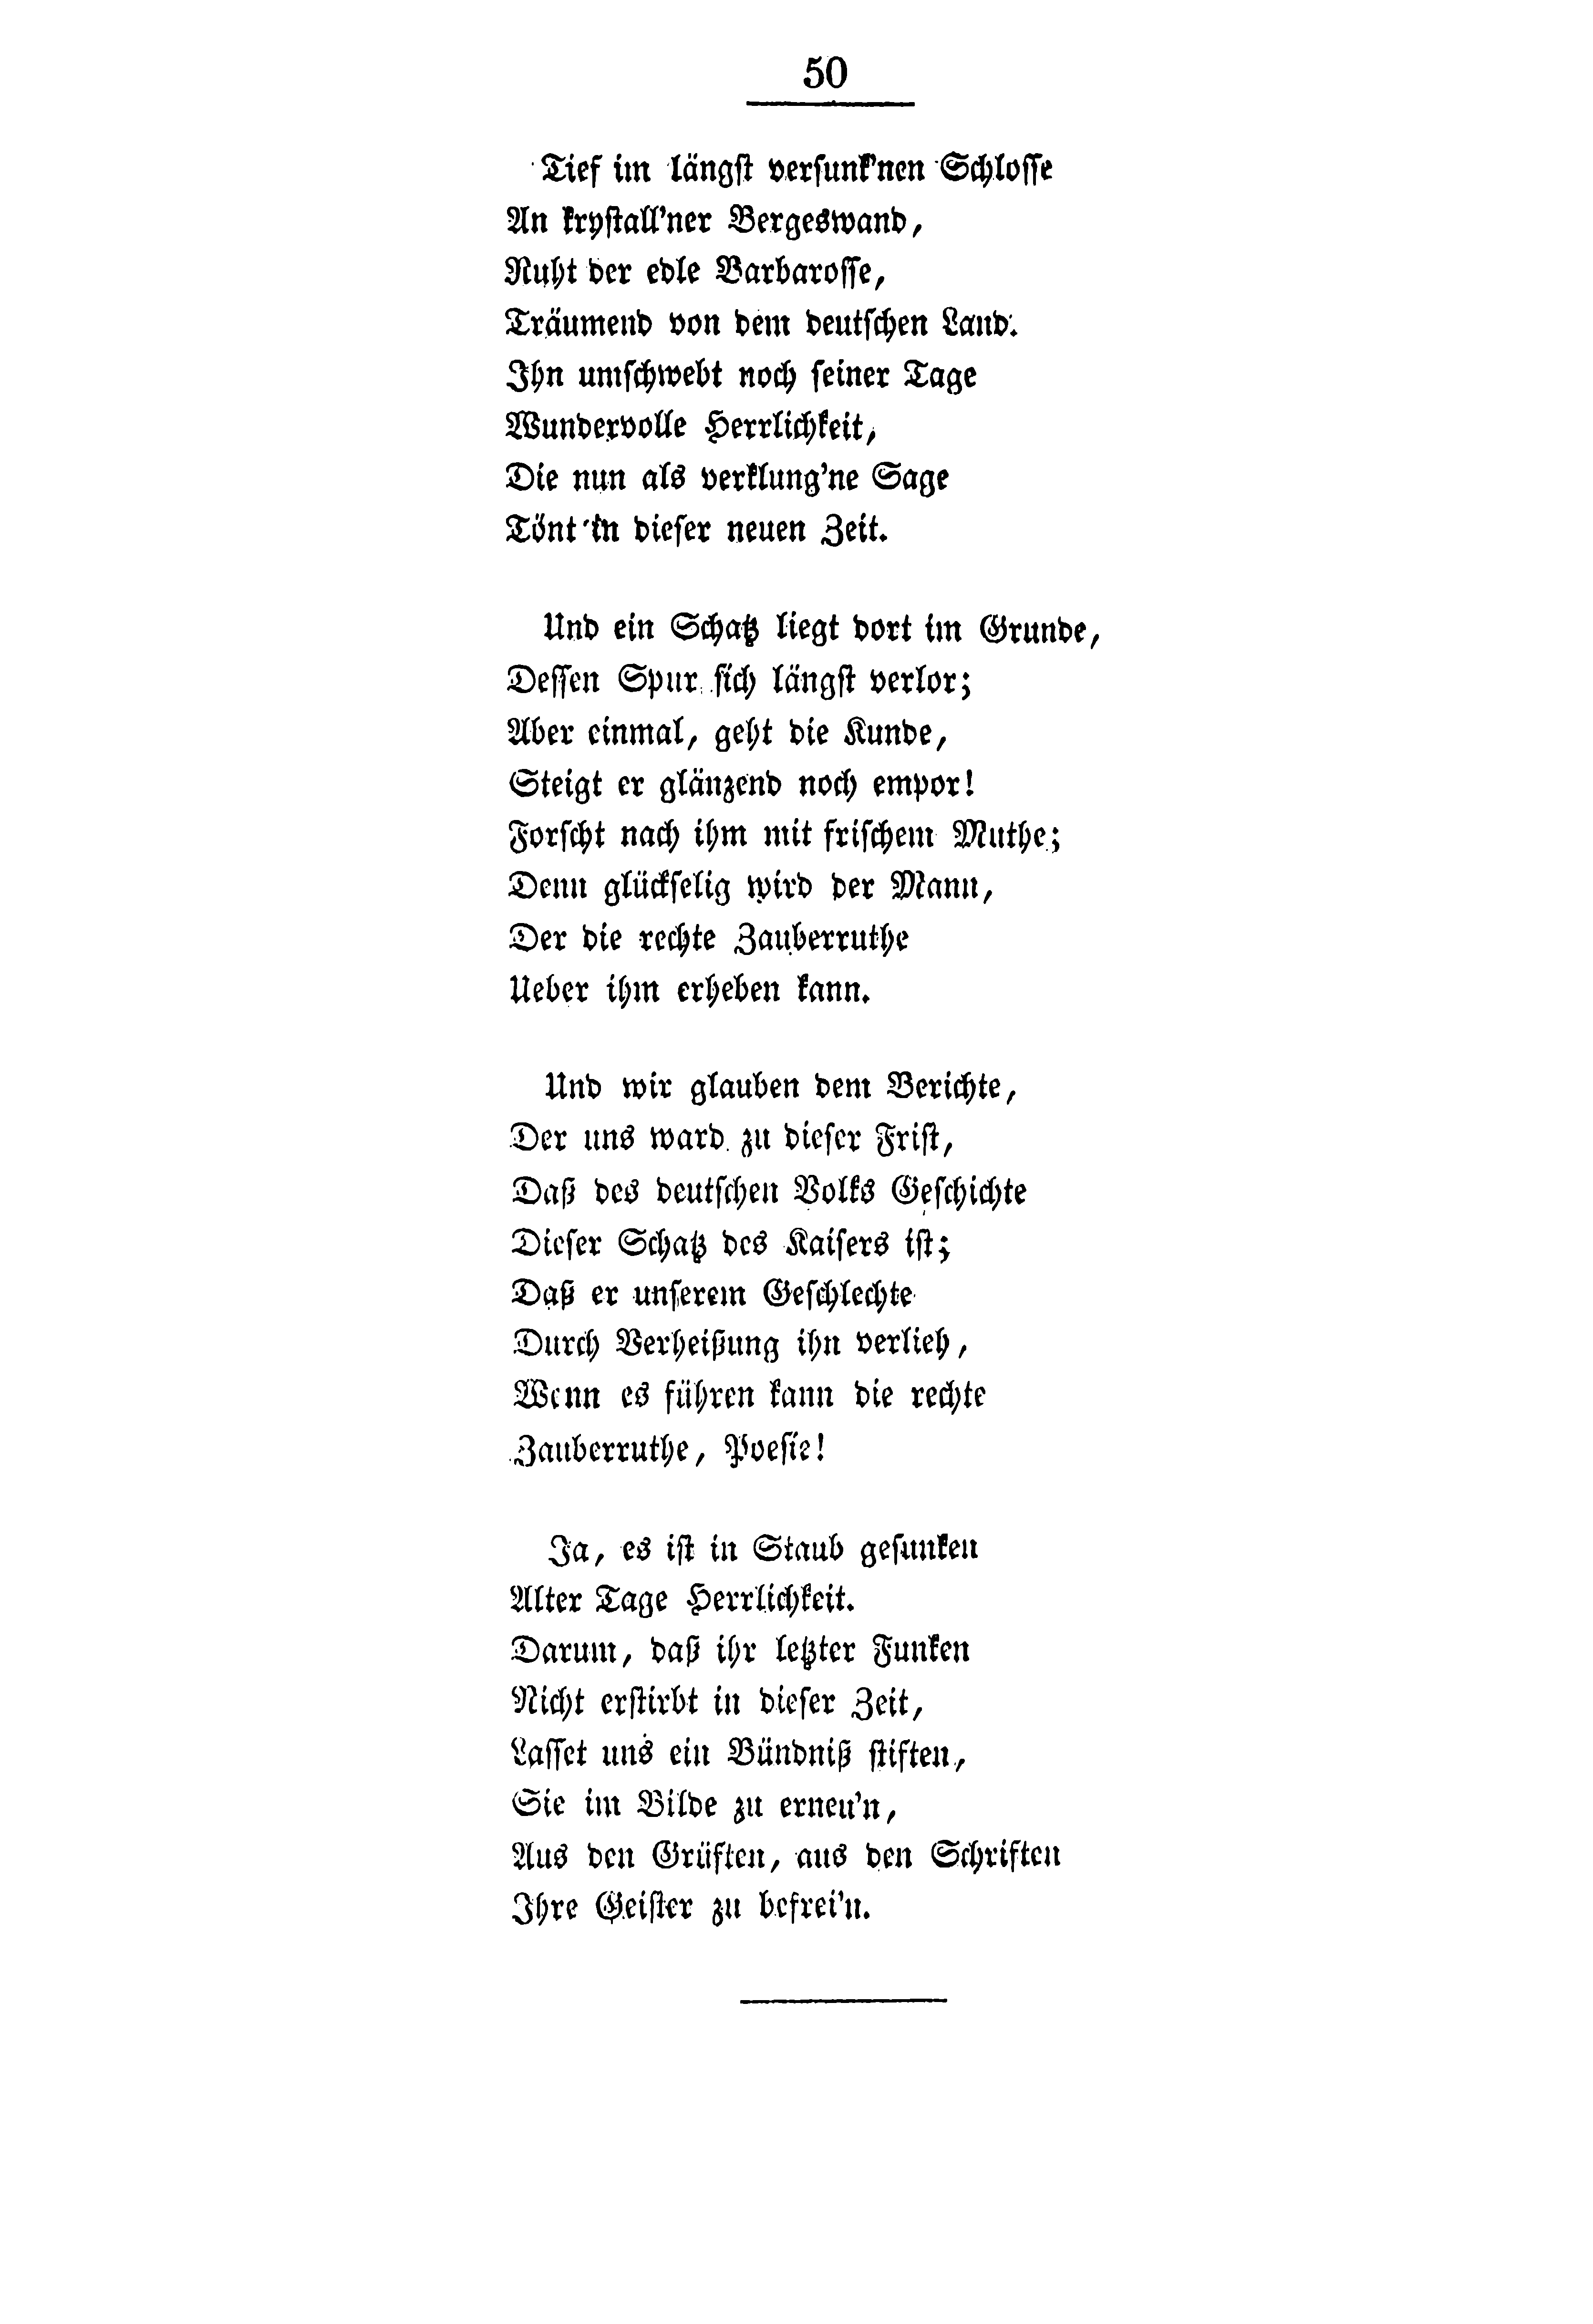 50
Tief im längst versunk'nen Schlosse
An krystall'ner Bergeswand,
Ruht der edle Barbarosse,
Träumend von dem deutschen Land.
Ihn umschwebt noch seiner Tage
Wundervolle Herrlichkeit,
Die nun als verklung'ne Sage
Tönt in dieser neuen Zeit.
Und ein Schatz liegt dort im Grunde,
Dessen Spur sich längst verlor;
Aber einmal, geht die Kunde,
Steigt er glänzend noch empor!
Forscht nach ihm mit frischem Muthe;
Denn glückselig wird der Mann,
Der die rechte Zauberruthe
Ueber ihm erheben kann.
Und wir glauben dem Berichte,
Der uns ward zu dieser Frist,
Daß des deutschen Volks Geschichte
Dieser Schatz des Kaisers ist;
Daß er unserem Geschlechte
Durch Verheißung ihn verlieh,
Wenn es führen kann die rechte
Zauberruthe, Poesie!
Ja, es ist in Staub gesunken
Alter Tage Herrlichkeit.
Darum, daß ihr letzter Funken
Nicht erstirbt in dieser Zeit,
Lasset uns ein Bündniß stiften,
Sie im Bilde zu erneu'n,
Aus den Grüften, aus den Schriften
Ihre Geister zu befrei'n.